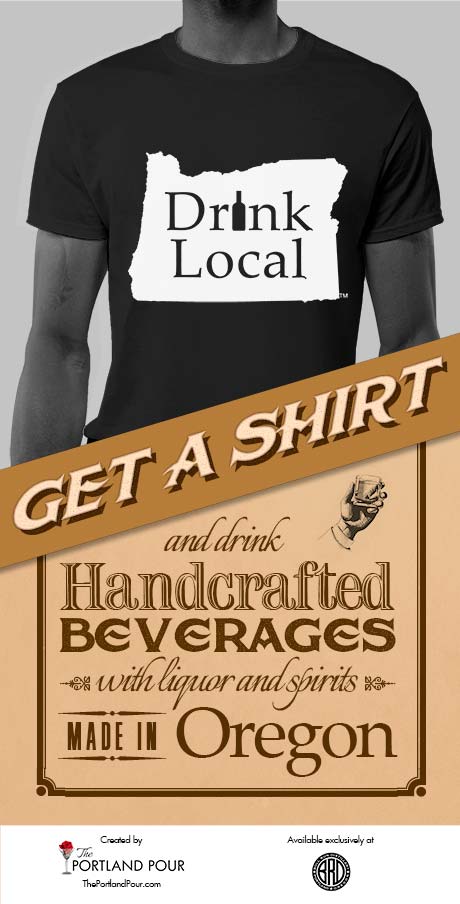 Drink
Local
TM
GET A SHIRT
and drink
Handcrafted
BEVERAGES
with liquor and spirits
MADE IN Oregon
Created by
The
PORTLAND POUR
ThePortlandPour.com
Available exclusively at
BRD